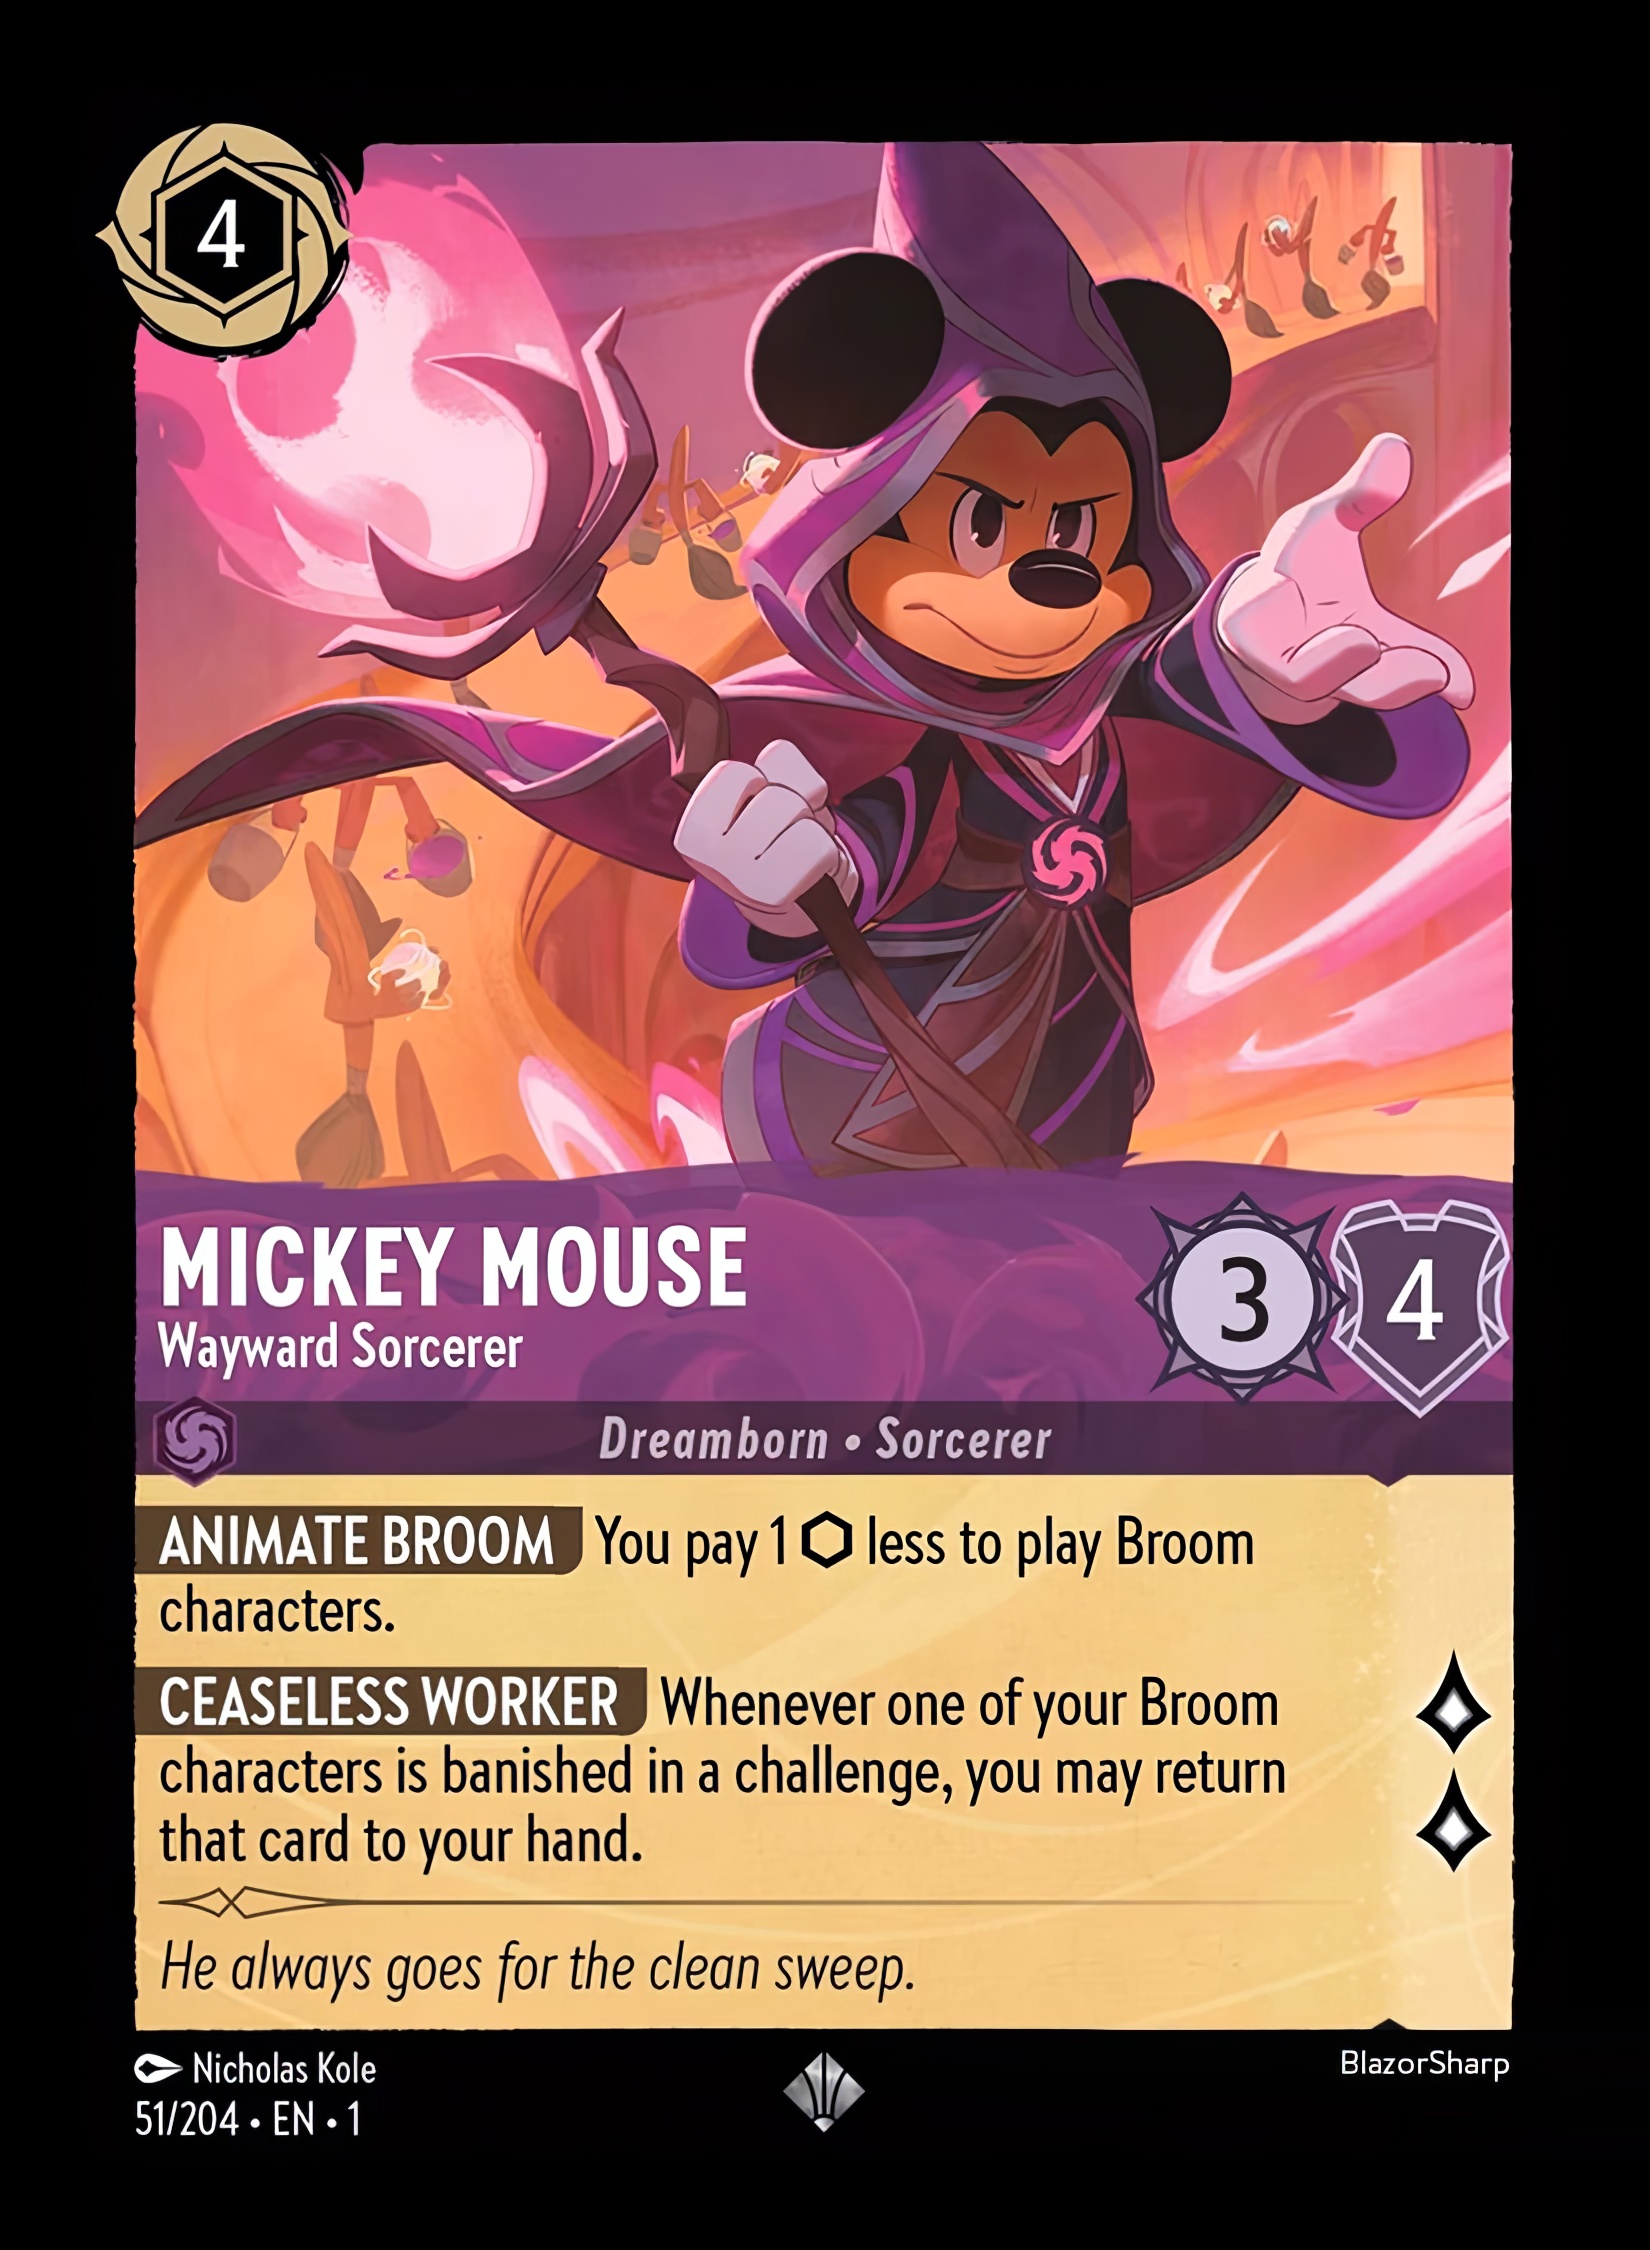 4
MICKEY MOUSE
Wayward Sorcerer
3
4
Dreamborn • Sorcerer
ANIMATE BROOM You pay 1 ⬡ less to play Broom
characters.
CEASELESS WORKER Whenever one of your Broom
characters is banished in a challenge, you may return
that card to your hand.
He always goes for the clean sweep.
Nicholas Kole
BlazorSharp
51/204 • EN • 1